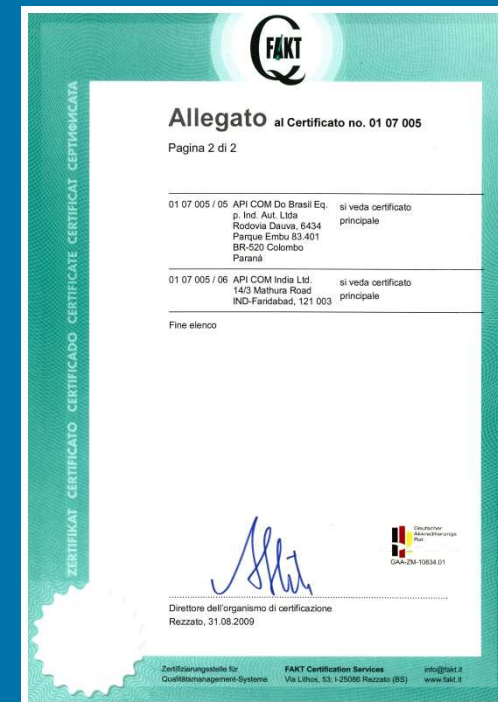 FAKT
Allegato al Certificato no. 01 07 005
Pagina 2 di 2
01 07 005 / 05 API COM Do Brasil Eq. si veda certificato
p. Ind. Aut. Ltda principale
Rodovia Dauva, 6434
Parque Embu 83.401
BR-520 Colombo
Paraná
01 07 005 / 06 API COM India Ltd. si veda certificato
14/3 Mathura Road principale
IND-Faridabad, 121 003
Fine elenco
ZERTIFIKAT CERTIFICATO CERTIFICADO CERTIFICATE CERTIFICAT СЕРТИФИСАТА
Deutscher
Akkreditierungs
Rat
GAA-ZM-10834.01
Direttore dell'organismo di certificazione
Rezzato, 31.08.2009
Zertifizierungsstelle für FAKT Certification Services info@fakt.it
Qualitätsmanagement-Systeme Via Lithos, 53; I-25086 Rezzato (BS) www.fakt.it